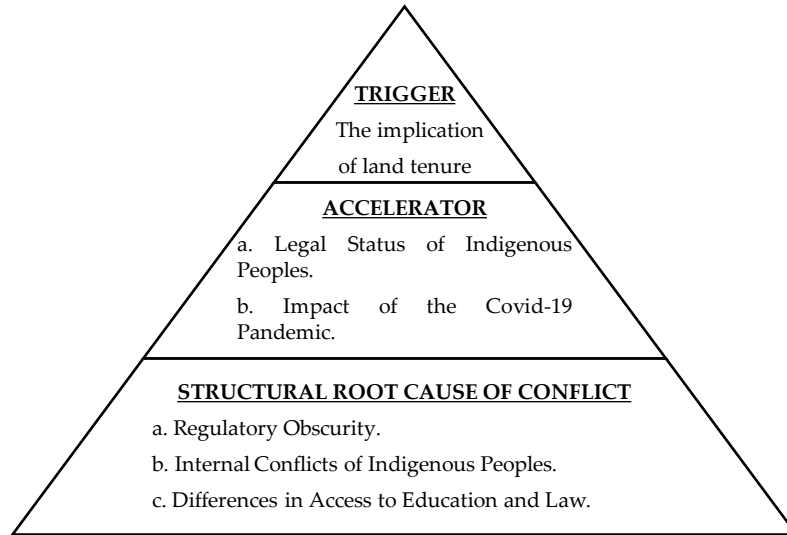 TRIGGER
The implication
of land tenure
ACCELERATOR
a. Legal Status of Indigenous
Peoples.
b. Impact of the Covid-19
Pandemic.
STRUCTURAL ROOT CAUSE OF CONFLICT
a. Regulatory Obscurity.
b. Internal Conflicts of Indigenous Peoples.
c. Differences in Access to Education and Law.